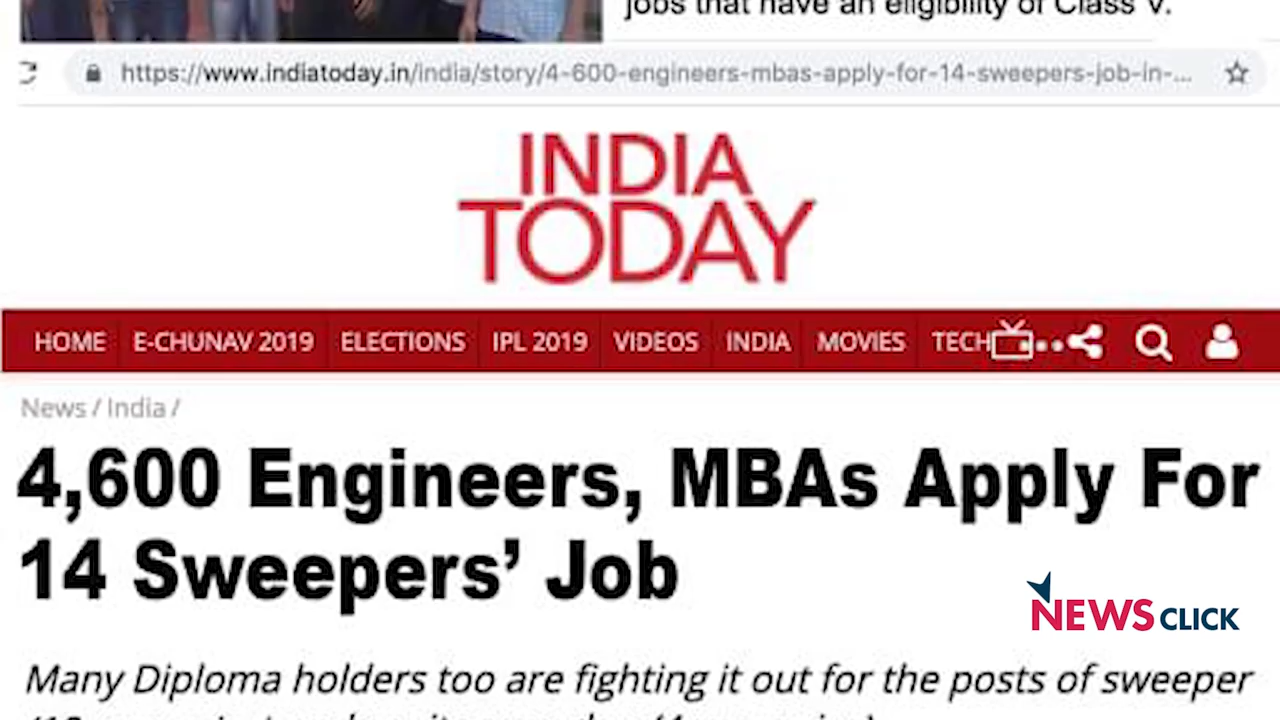 jobs that have an eligibility of Class V.
https://www.indiatoday.in/india/story/4-600-engineers-mbas-apply-for-14-sweepers-job-in-...
INDIA
TODAY
HOME E-CHUNAV 2019 ELECTIONS IPL 2019 VIDEOS INDIA MOVIES TECH
News / India /
4,600 Engineers, MBAs Apply For
14 Sweepers’ Job
NEWS CLICK
Many Diploma holders too are fighting it out for the posts of sweeper